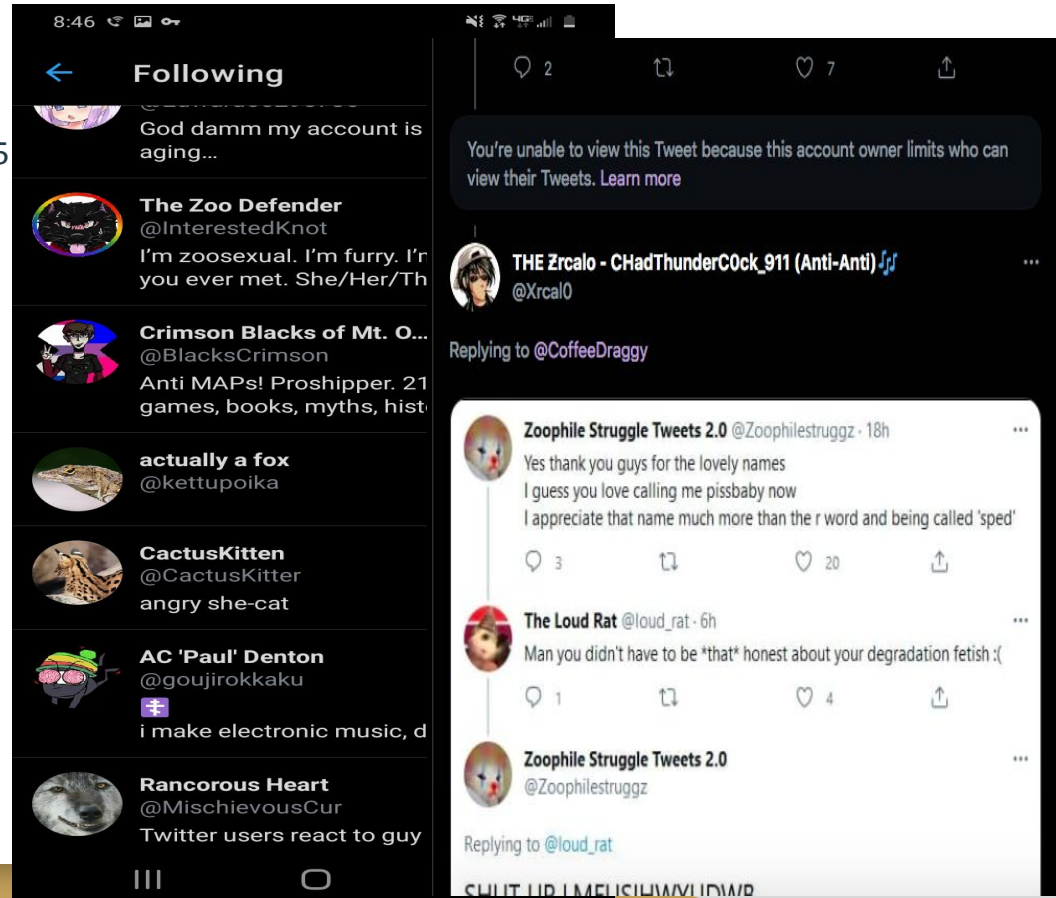 8:46
Following
God damm my account is
aging...
The Zoo Defender
@InterestedKnot
I'm zoosexual. I'm furry. I'r
you ever met. She/Her/Th
Crimson Blacks of Mt. O...
@BlacksCrimson
Anti MAPs! Proshipper. 21
games, books, myths, hist
actually a fox
@kettupoika
CactusKitten
@CactusKitter
angry she-cat
AC 'Paul' Denton
@goujirokkaku
i make electronic music, d
Rancorous Heart
@MischievousCur
Twitter users react to guy
5
2 7
You're unable to view this Tweet because this account owner limits who can
view their Tweets. Learn more
THE Ƶrcalo - CHadThunderC0ck_911 (Anti-Anti)
@Xrcal0
Replying to @CoffeeDraggy
Zoophile Struggle Tweets 2.0 @Zoophilestruggz · 18h
Yes thank you guys for the lovely names
I guess you love calling me pissbaby now
I appreciate that name much more than the r word and being called 'sped'
3 20
The Loud Rat @loud_rat · 6h
Man you didn't have to be *that* honest about your degradation fetish :(
1 4
Zoophile Struggle Tweets 2.0
@Zoophilestruggz
Replying to @loud_rat
SHUT UP